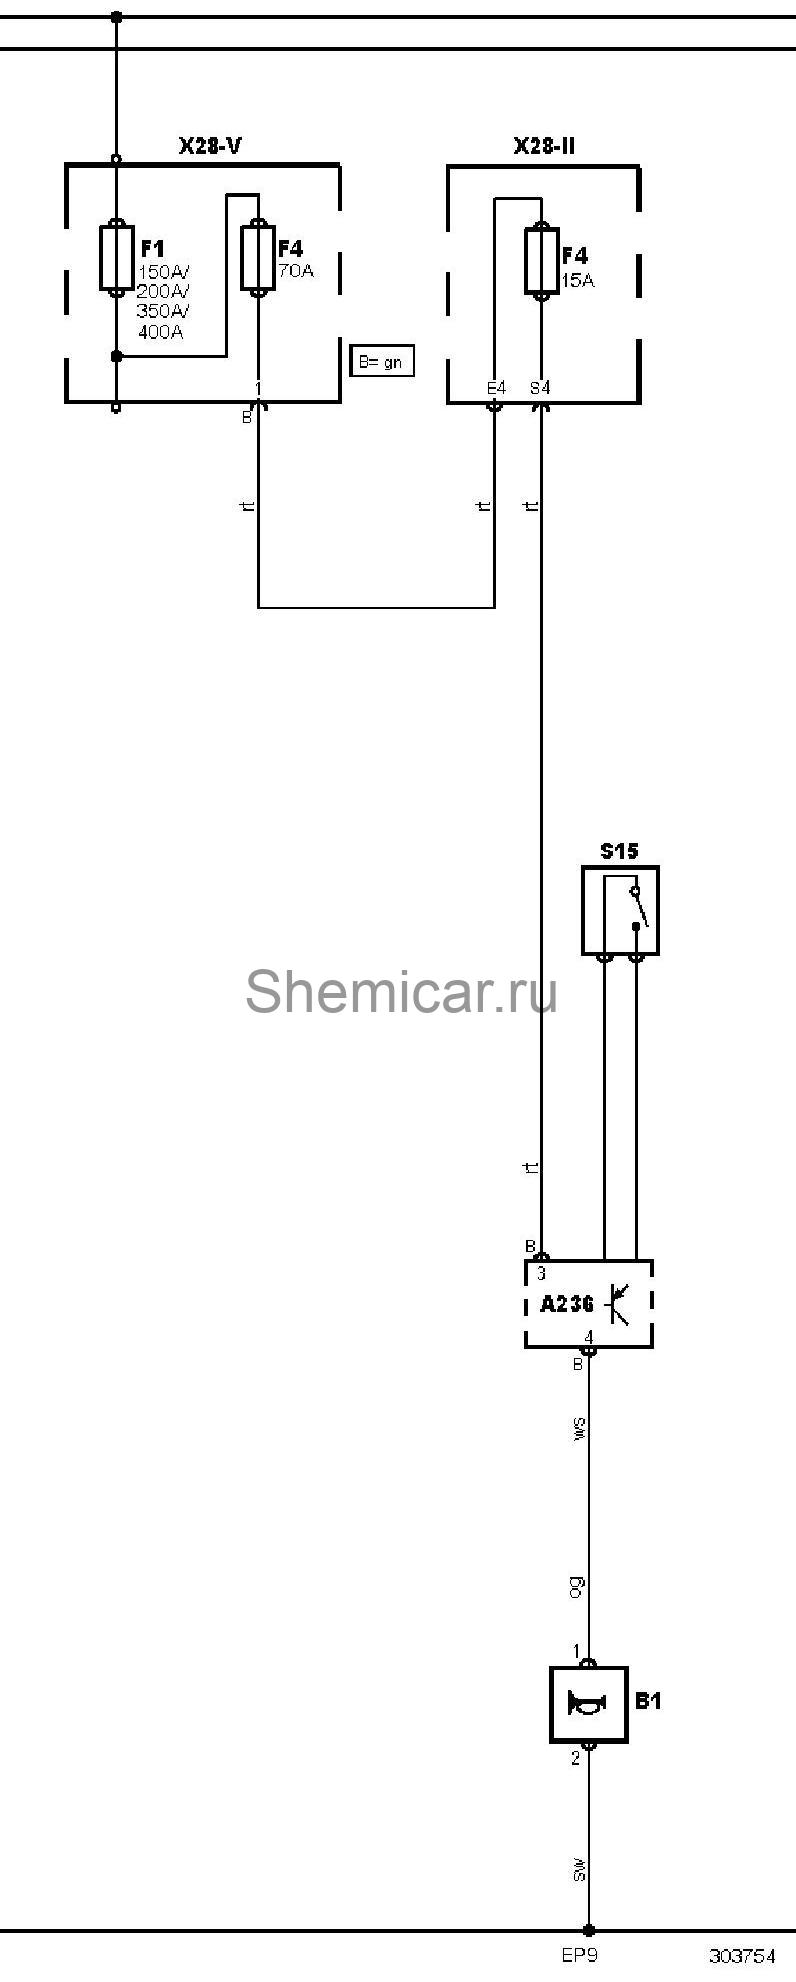 X28-V
X28-II
F1
150A/
200A/
350A/
400A
F4
70A
F4
15A
B= gn
1
B
E4
S4
rt
rt
rt
S15
Shemicar.ru
rt
B
3
A236
4
B
ws
og
1
B1
2
sw
EP9
303754